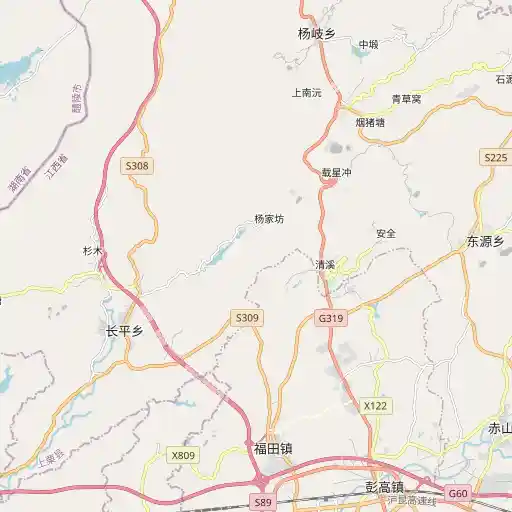 杨岐乡
中塅
石源
上南沅
青草窝
醴陵市
烟猪塘
S225
湖南省
江西省
S308
载星冲
杨家坊
安全
东源乡
杉木
清溪
塘
长平乡
S309
G319
X122
赤山
福田镇
上栗县
X809
彭高镇
G60
沪昆高速线
S89